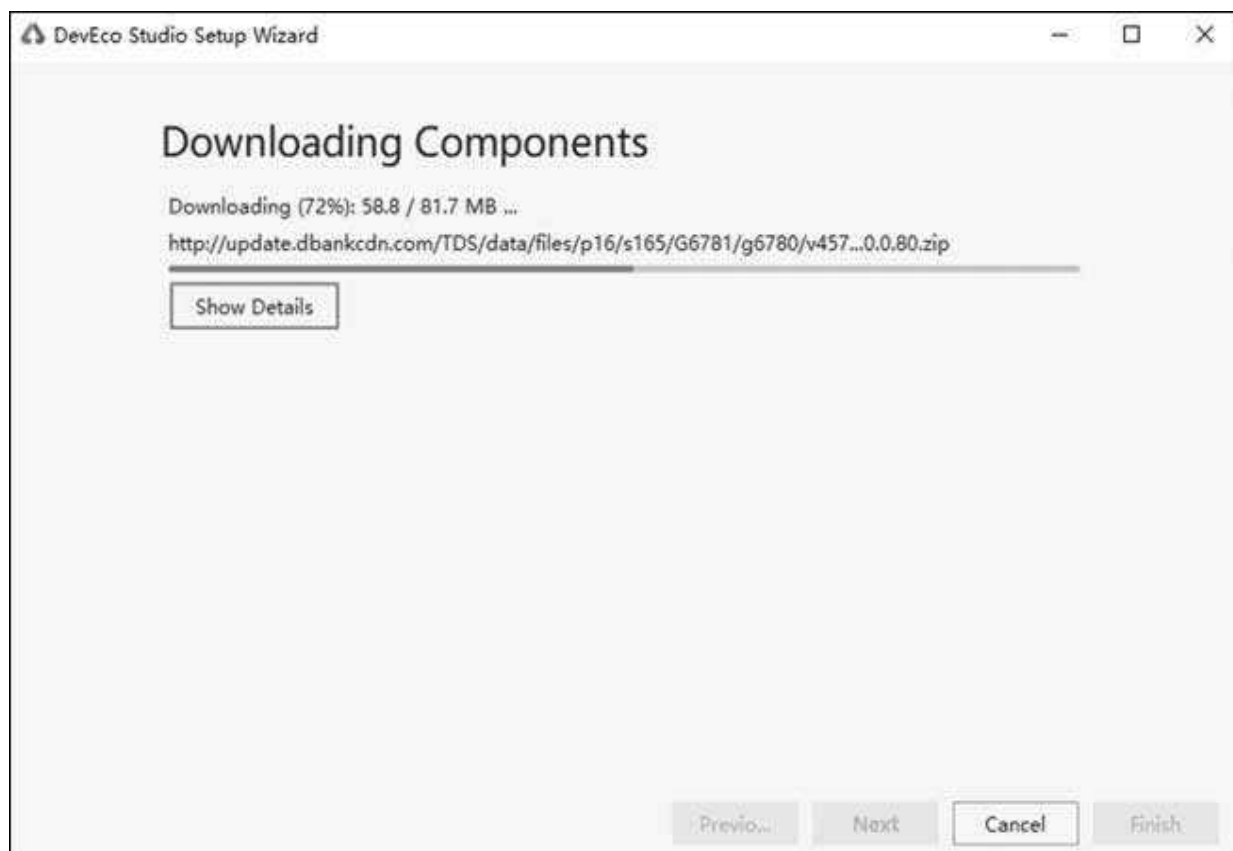 DevEco Studio Setup Wizard
Downloading Components
Downloading (72%): 58.8 / 81.7 MB ...
http://update.dbankcdn.com/TDS/data/files/p16/s165/G6781/g6780/v457...0.0.80.zip
Show Details
Previo... Next Cancel Finish